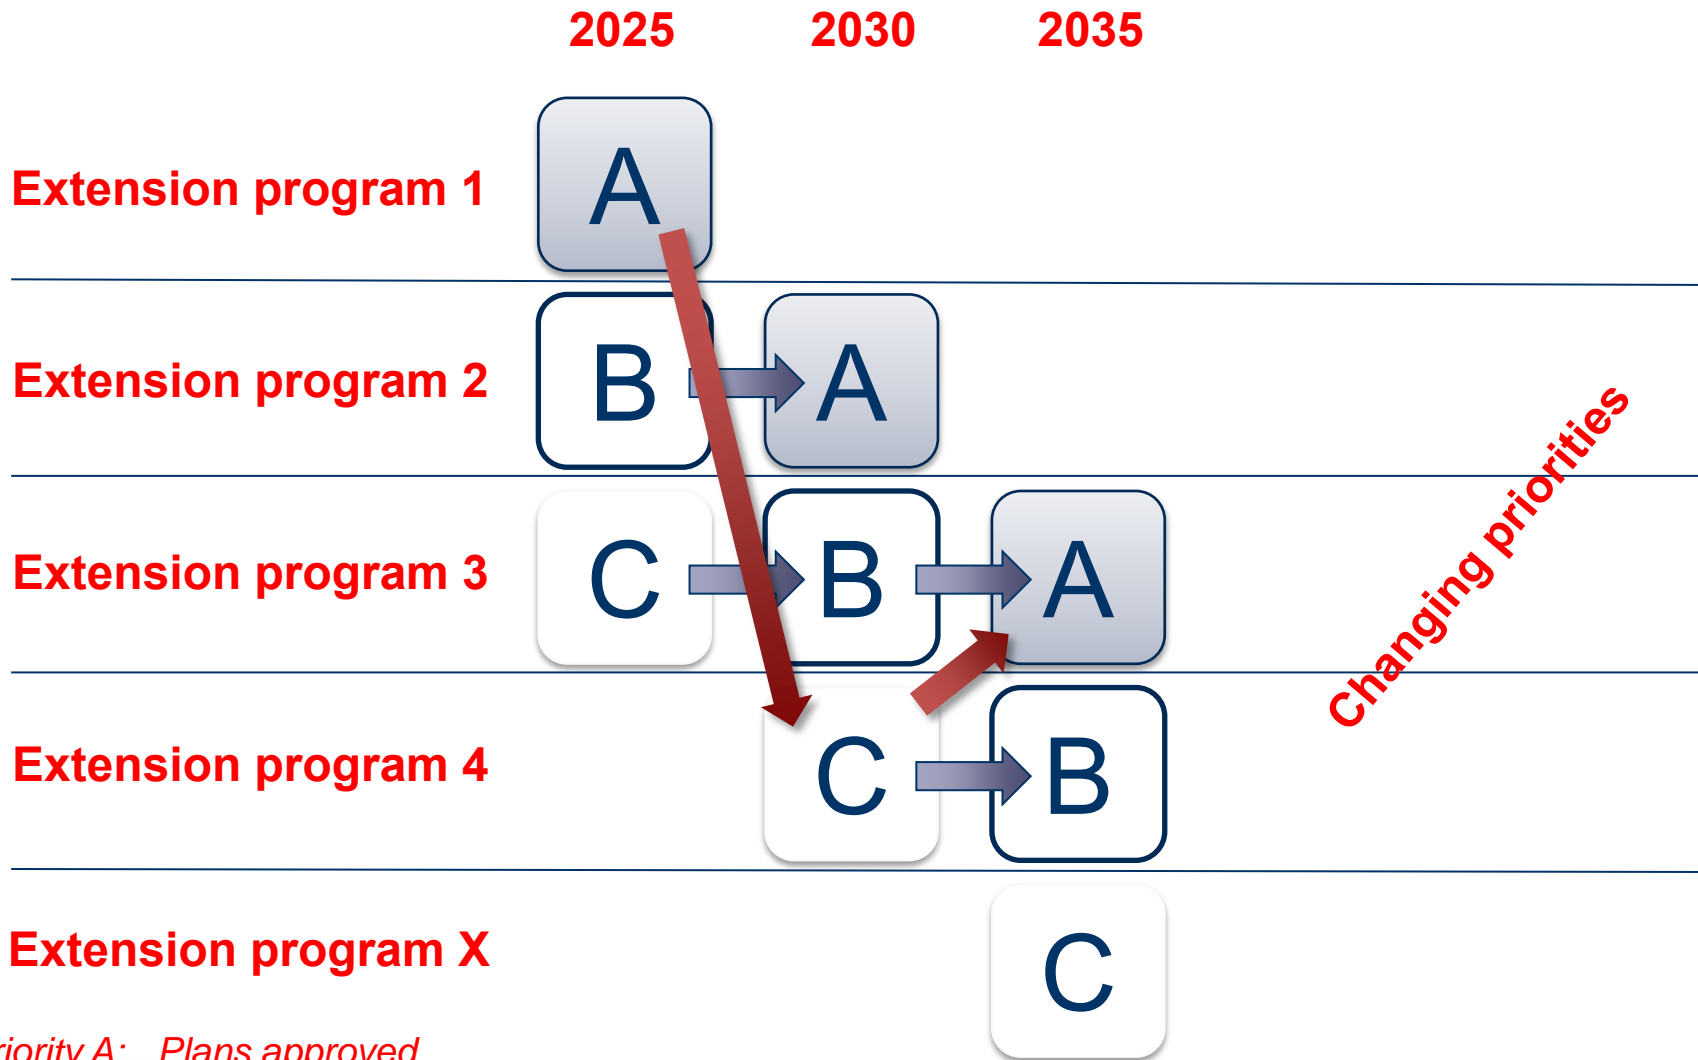 2025 2030 2035
Extension program 1 A
Extension program 2 B A
Extension program 3 C B A
Changing priorities
Extension program 4 C B
Extension program X C
riority A: Plans approved